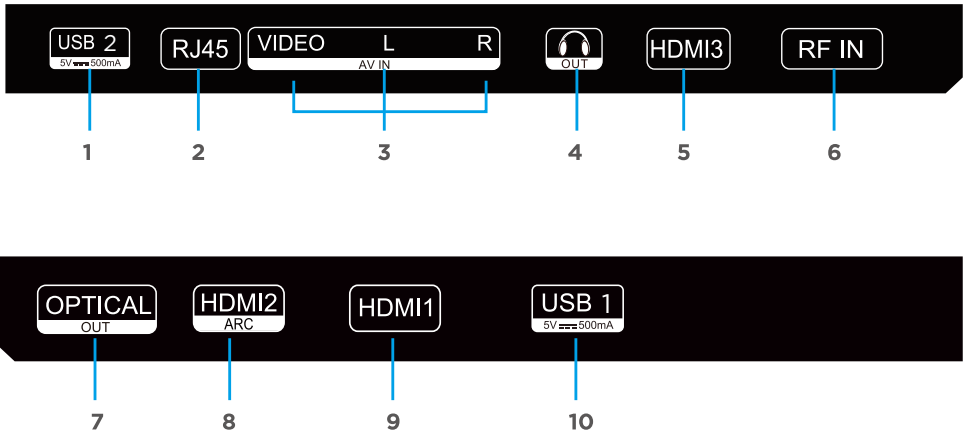 USB 2 RJ45 VIDEO L R HDMI3 RF IN
5V⎓500mA AV IN OUT
1 2 3 4 5 6
OPTICAL HDMI2 HDMI1 USB 1
OUT ARC 5V⎓500mA
7 8 9 10